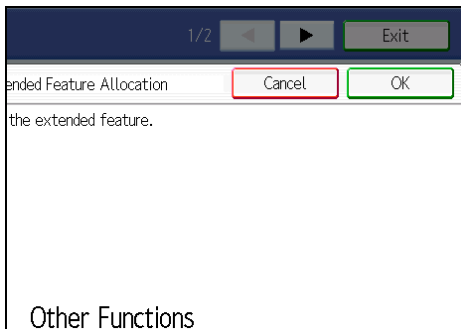 1/2 ◀ ▶ Exit
ended Feature Allocation Cancel OK
the extended feature.
Other Functions